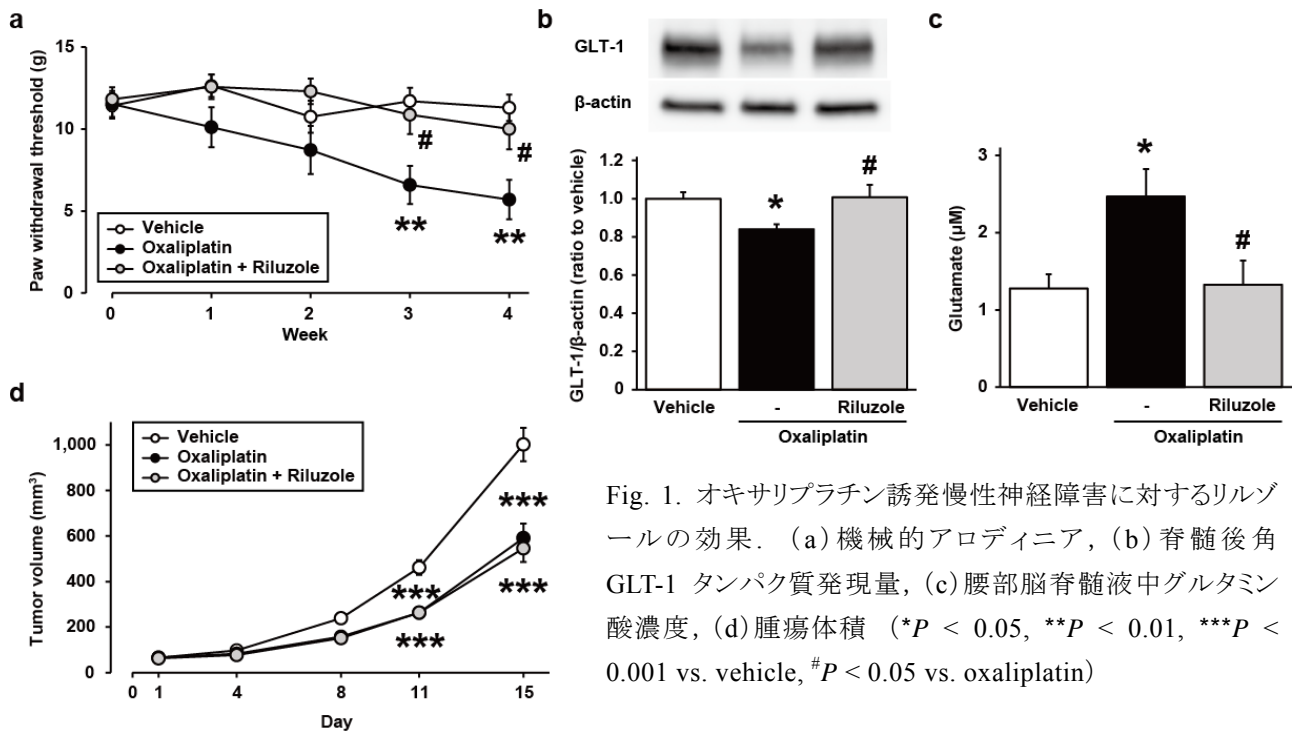 a
15
10
5
0
Paw withdrawal threshold (g)
Vehicle
Oxaliplatin
Oxaliplatin + Riluzole
#
#
**
**
0 1 2 3 4
Week
b
GLT-1
β-actin
1.2
1.0
0.8
0.6
0.4
0.2
0
GLT-1/β-actin (ratio to vehicle)
*
#
Vehicle - Riluzole
Oxaliplatin
c
3
2
1
0
Glutamate (μM)
*
#
Vehicle - Riluzole
Oxaliplatin
d
1,000
800
600
400
200
0
Tumor volume (mm³)
Vehicle
Oxaliplatin
Oxaliplatin + Riluzole
***
***
***
***
0 1 4 8 11 15
Day
Fig. 1. オキサリプラチン誘発慢性神経障害に対するリルゾ
ールの効果. (a)機械的アロディニア, (b)脊髄後角
GLT-1 タンパク質発現量, (c)腰部脳脊髄液中グルタミン
酸濃度, (d)腫瘍体積 (*P < 0.05, **P < 0.01, ***P <
0.001 vs. vehicle, #P < 0.05 vs. oxaliplatin)